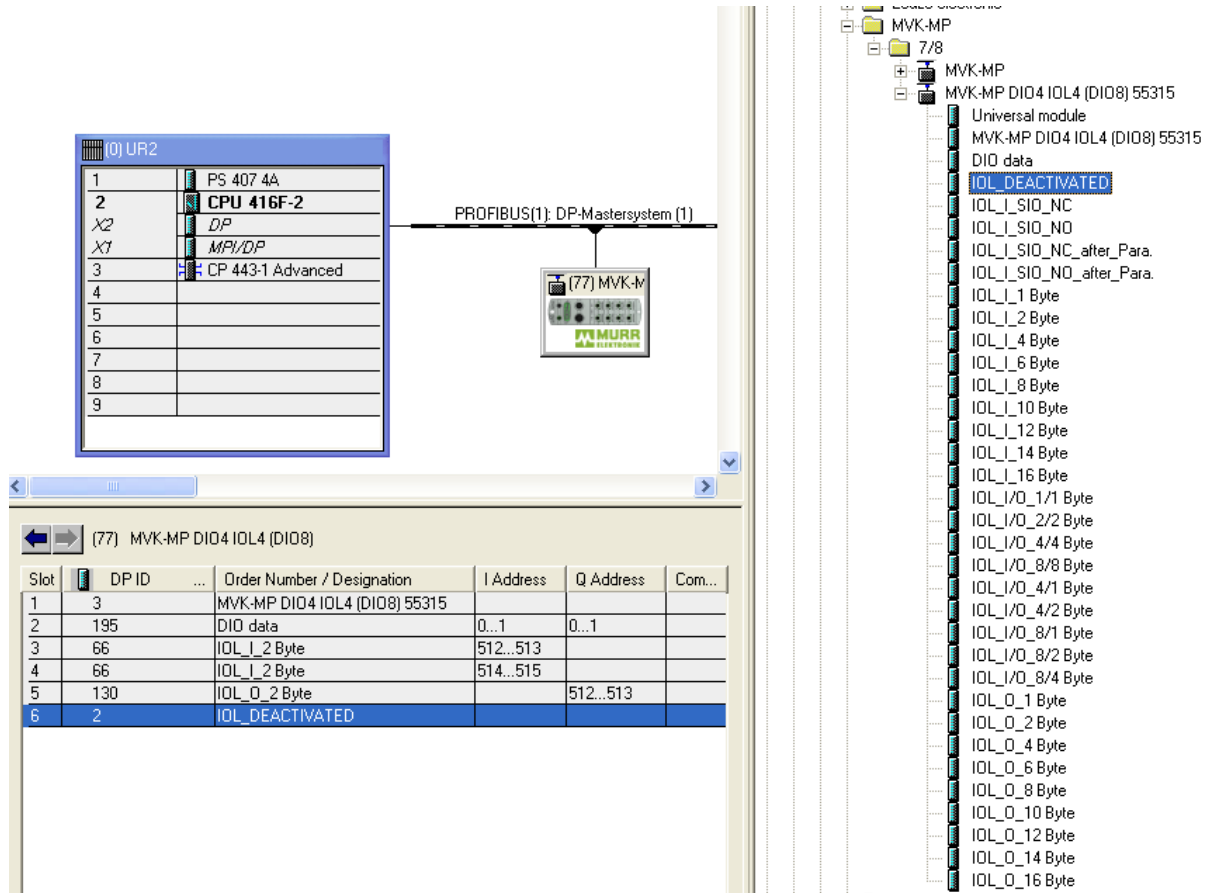 (0) UR2
1 PS 407 4A
2 CPU 416F-2
X2 DP
X1 MPI/DP
3 CP 443-1 Advanced
4
5
6
7
8
9
PROFIBUS(1): DP-Mastersystem (1)
(77) MVK-M
MURR
ELEKTRONIK
(77) MVK-MP DIO4 IOL4 (DIO8)
Slot DP ID ... Order Number / Designation I Address Q Address Com...
1 3 MVK-MP DIO4 IOL4 (DIO8) 55315
2 195 DIO data 0...1 0...1
3 66 IOL_I_2 Byte 512...513
4 66 IOL_I_2 Byte 514...515
5 130 IOL_O_2 Byte 512...513
6 2 IOL_DEACTIVATED
MVK-MP
7/8
MVK-MP
MVK-MP DIO4 IOL4 (DIO8) 55315
Universal module
MVK-MP DIO4 IOL4 (DIO8) 55315
DIO data
IOL_DEACTIVATED
IOL_I_SIO_NC
IOL_I_SIO_NO
IOL_I_SIO_NC_after_Para.
IOL_I_SIO_NO_after_Para.
IOL_I_1 Byte
IOL_I_2 Byte
IOL_I_4 Byte
IOL_I_6 Byte
IOL_I_8 Byte
IOL_I_10 Byte
IOL_I_12 Byte
IOL_I_14 Byte
IOL_I_16 Byte
IOL_I/O_1/1 Byte
IOL_I/O_2/2 Byte
IOL_I/O_4/4 Byte
IOL_I/O_8/8 Byte
IOL_I/O_4/1 Byte
IOL_I/O_4/2 Byte
IOL_I/O_8/1 Byte
IOL_I/O_8/2 Byte
IOL_I/O_8/4 Byte
IOL_O_1 Byte
IOL_O_2 Byte
IOL_O_4 Byte
IOL_O_6 Byte
IOL_O_8 Byte
IOL_O_10 Byte
IOL_O_12 Byte
IOL_O_14 Byte
IOL_O_16 Byte